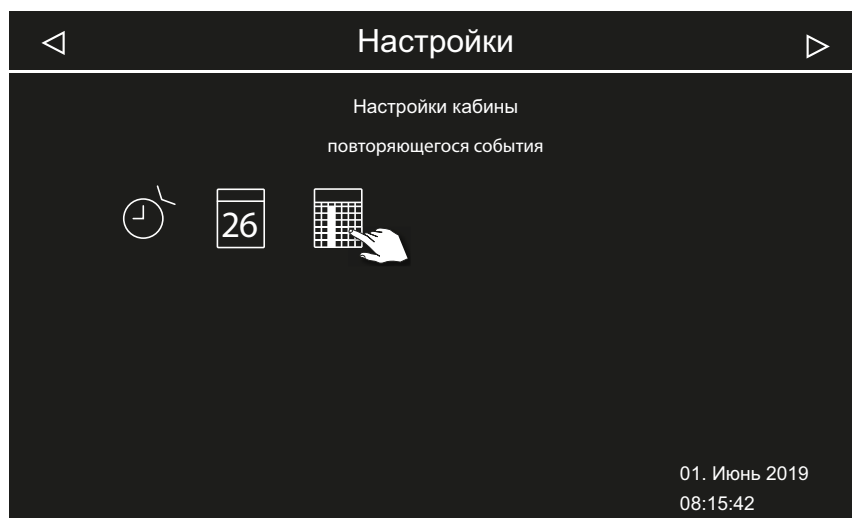 Настройки
Настройки кабины
повторяющегося события
26
01. Июнь 2019
08:15:42